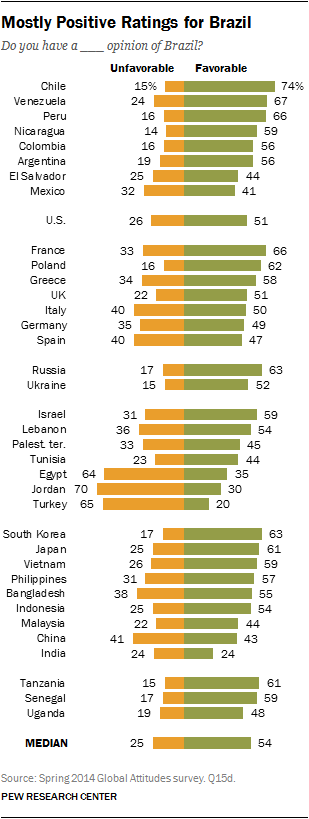 Mostly Positive Ratings for Brazil
Do you have a ____ opinion of Brazil?
Unfavorable Favorable
Chile 15% 74%
Venezuela 24 67
Peru 16 66
Nicaragua 14 59
Colombia 16 56
Argentina 19 56
El Salvador 25 44
Mexico 32 41
U.S. 26 51
France 33 66
Poland 16 62
Greece 34 58
UK 22 51
Italy 40 50
Germany 35 49
Spain 40 47
Russia 17 63
Ukraine 15 52
Israel 31 59
Lebanon 36 54
Palest. ter. 33 45
Tunisia 23 44
Egypt 64 35
Jordan 70 30
Turkey 65 20
South Korea 17 63
Japan 25 61
Vietnam 26 59
Philippines 31 57
Bangladesh 38 55
Indonesia 25 54
Malaysia 22 44
China 41 43
India 24 24
Tanzania 15 61
Senegal 17 59
Uganda 19 48
MEDIAN 25 54
Source: Spring 2014 Global Attitudes survey. Q15d.
PEW RESEARCH CENTER